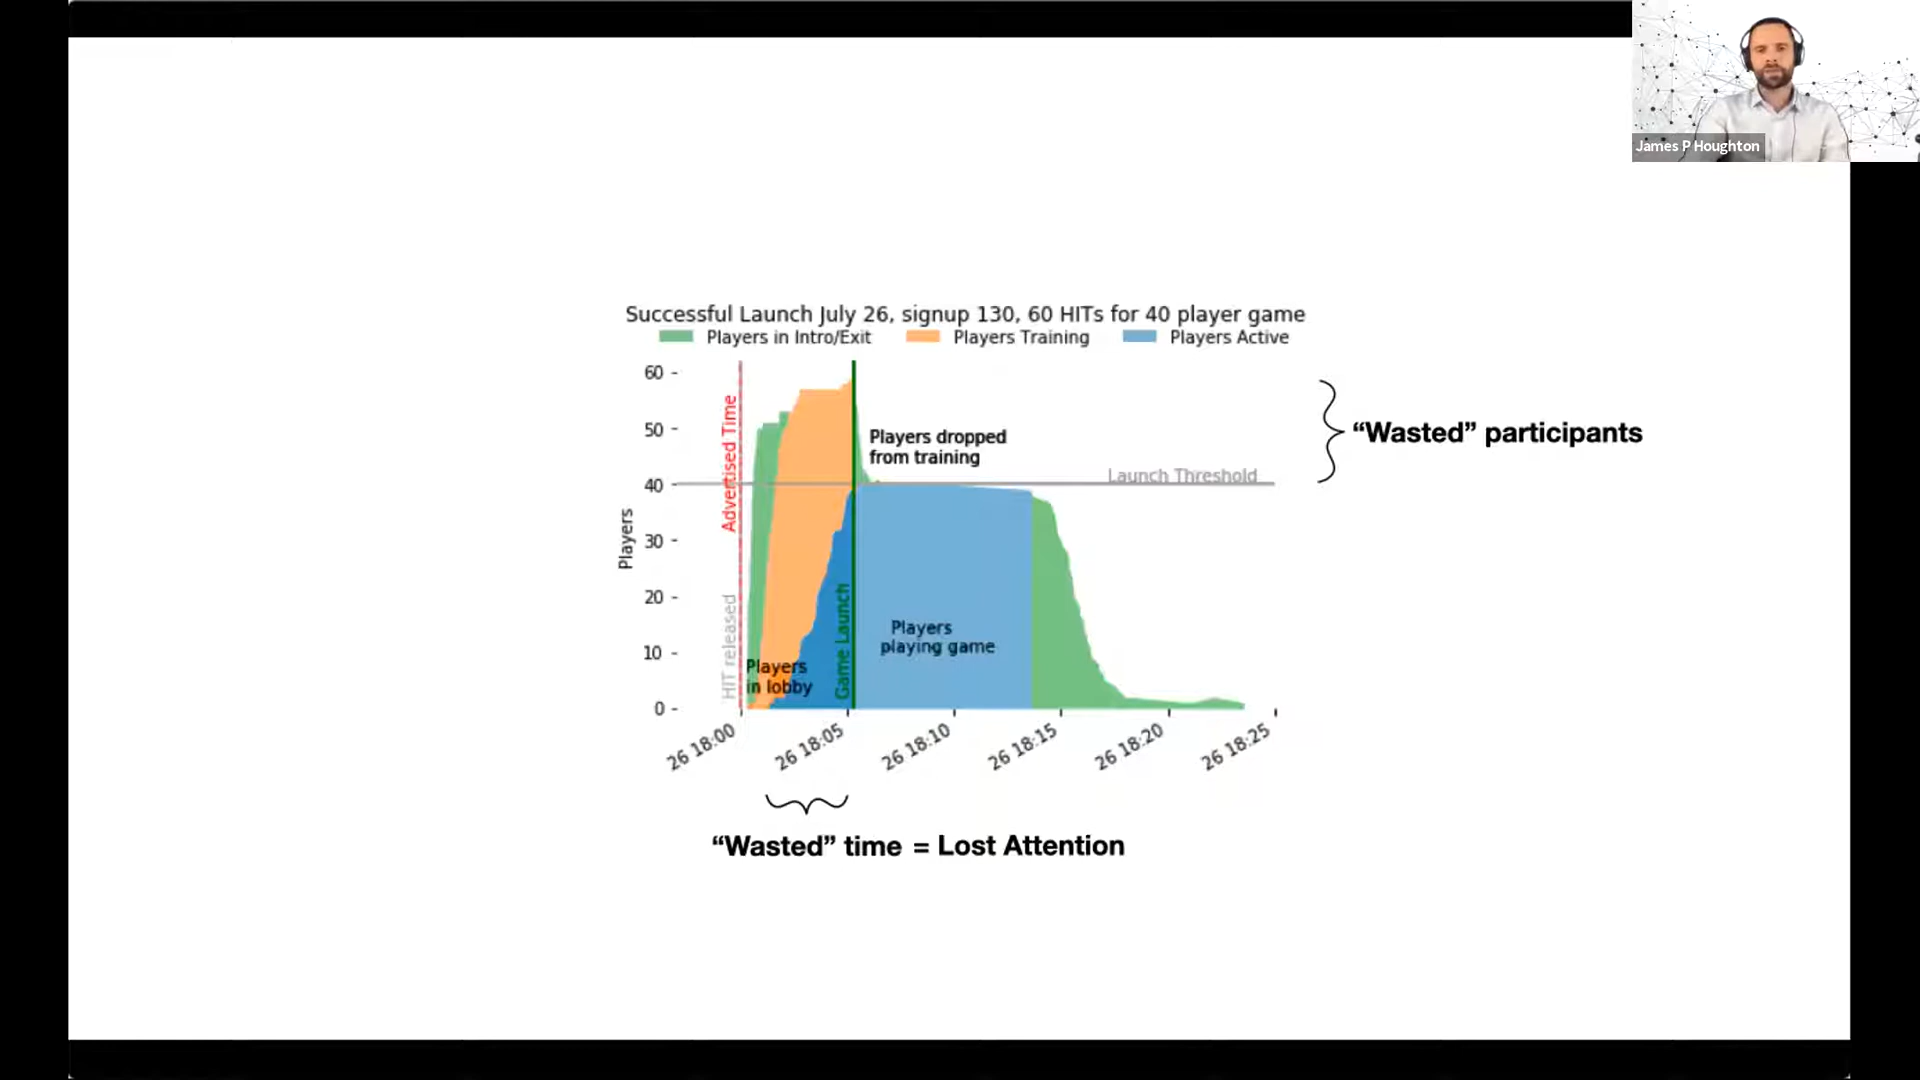 James P Houghton
Successful Launch July 26, signup 130, 60 HITs for 40 player game
Players in Intro/Exit
Players Training
Players Active
60
50
40
30
20
10
0
Players
Advertised Time
HIT released
Game Launch
Players dropped
from training
Launch Threshold
Players
in lobby
Players
playing game
26 18:00
26 18:05
26 18:10
26 18:15
26 18:20
26 18:25
“Wasted” participants
“Wasted” time = Lost Attention